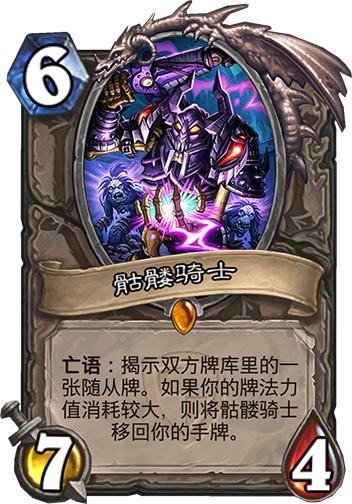 6
骷髅骑士
亡语：揭示双方牌库里的一
张随从牌。如果你的牌法力
值消耗较大，则将骷髅骑士
移回你的手牌。
7
4